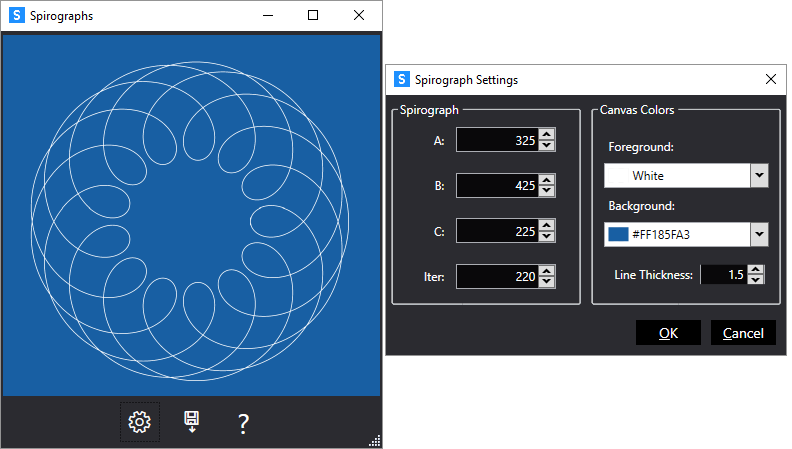 S Spirographs
?
S Spirograph Settings
Spirograph
A: 325
B: 425
C: 225
Iter: 220
Canvas Colors
Foreground:
White
Background:
#FF185FA3
Line Thickness: 1.5
OK Cancel